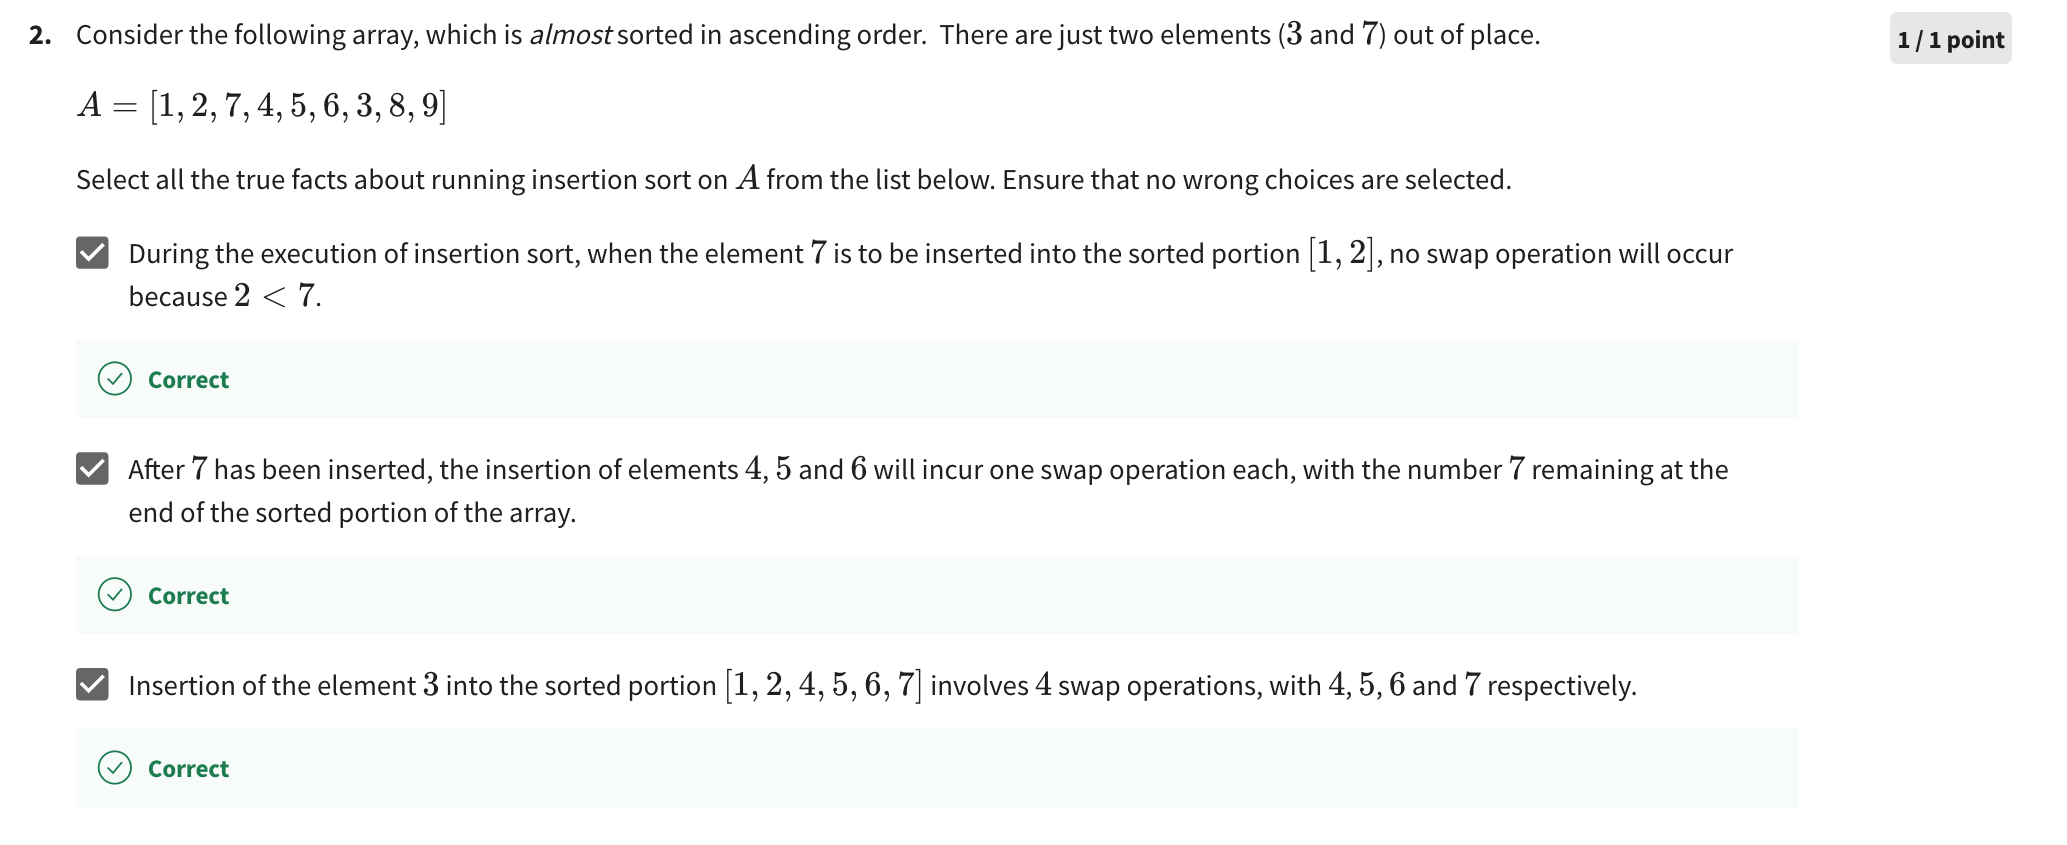 2. Consider the following array, which is almost sorted in ascending order. There are just two elements (3 and 7) out of place.
1 / 1 point
A = [1, 2, 7, 4, 5, 6, 3, 8, 9]
Select all the true facts about running insertion sort on A from the list below. Ensure that no wrong choices are selected.
During the execution of insertion sort, when the element 7 is to be inserted into the sorted portion [1, 2], no swap operation will occur
because 2 < 7.
Correct
After 7 has been inserted, the insertion of elements 4, 5 and 6 will incur one swap operation each, with the number 7 remaining at the
end of the sorted portion of the array.
Correct
Insertion of the element 3 into the sorted portion [1, 2, 4, 5, 6, 7] involves 4 swap operations, with 4, 5, 6 and 7 respectively.
Correct